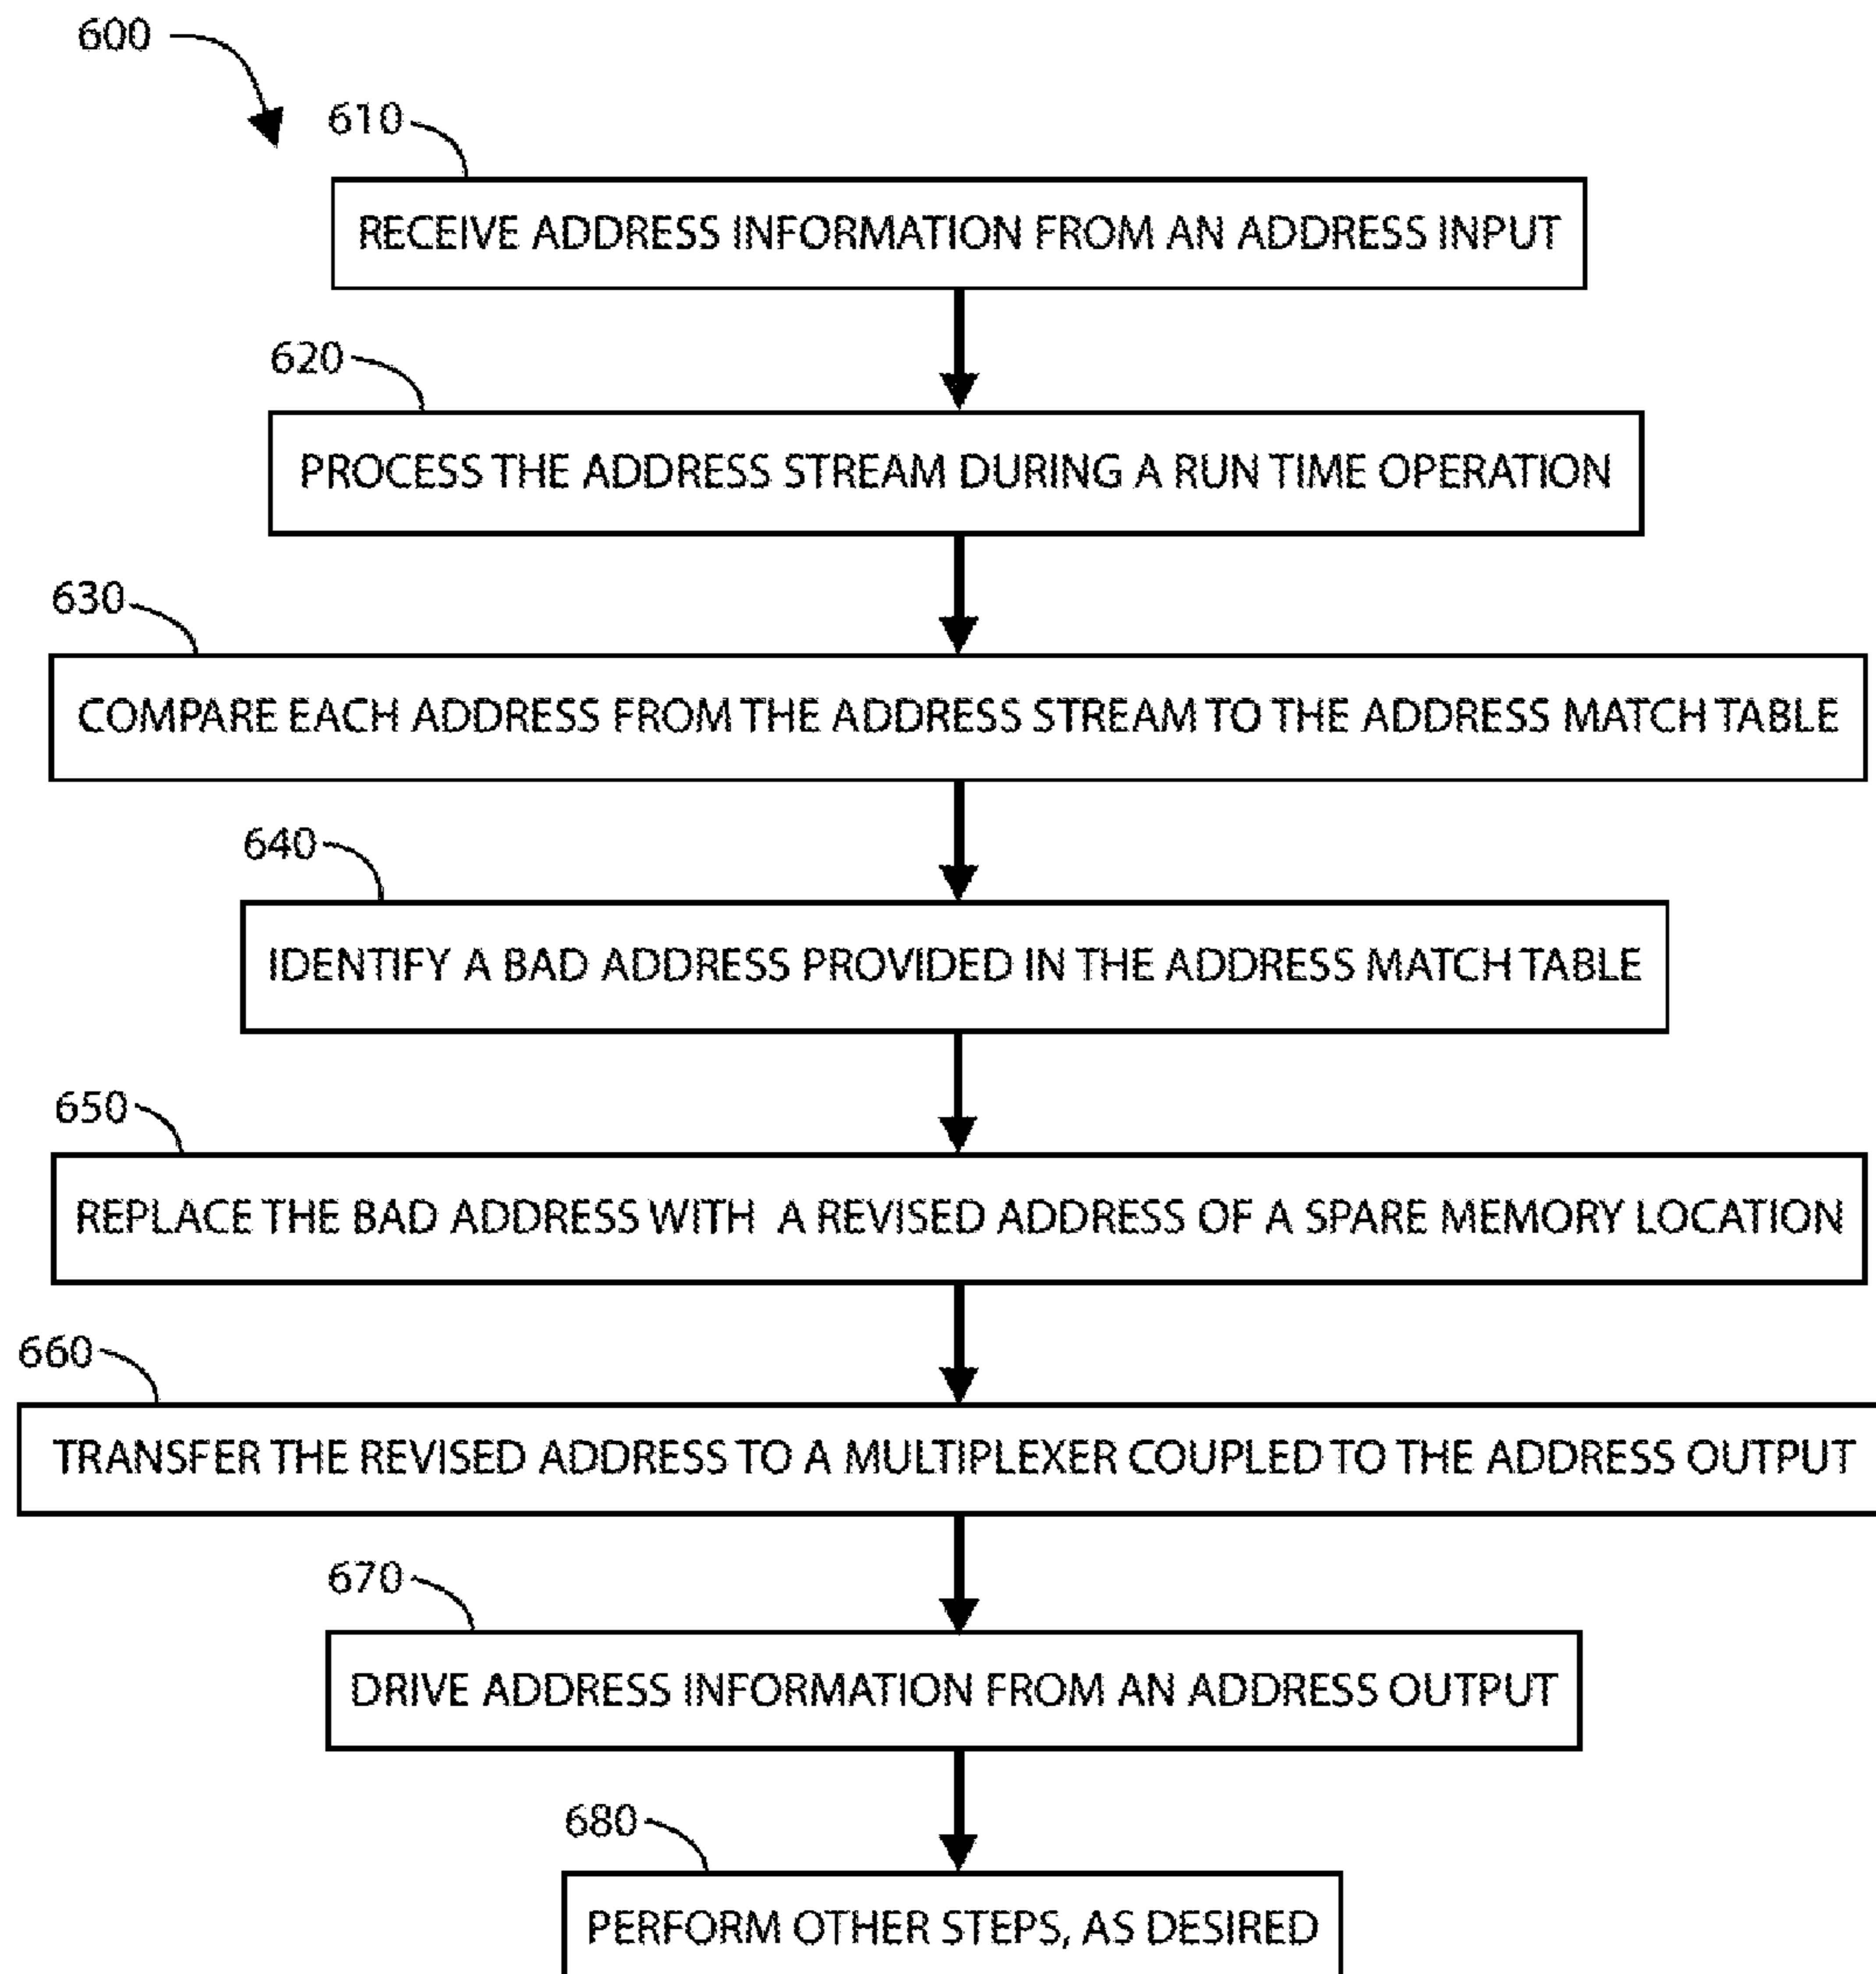 600
610
RECEIVE ADDRESS INFORMATION FROM AN ADDRESS INPUT
620
PROCESS THE ADDRESS STREAM DURING A RUN TIME OPERATION
630
COMPARE EACH ADDRESS FROM THE ADDRESS STREAM TO THE ADDRESS MATCH TABLE
640
IDENTIFY A BAD ADDRESS PROVIDED IN THE ADDRESS MATCH TABLE
650
REPLACE THE BAD ADDRESS WITH A REVISED ADDRESS OF A SPARE MEMORY LOCATION
660
TRANSFER THE REVISED ADDRESS TO A MULTIPLEXER COUPLED TO THE ADDRESS OUTPUT
670
DRIVE ADDRESS INFORMATION FROM AN ADDRESS OUTPUT
680
PERFORM OTHER STEPS, AS DESIRED